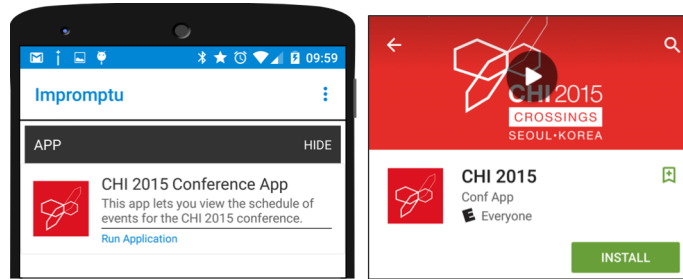 09:59
Impromptu
APP
HIDE
CHI 2015 Conference App
This app lets you view the schedule of
events for the CHI 2015 conference.
Run Application
CHI 2015
CROSSINGS
SEOUL•KOREA
CHI 2015
Conf App
E Everyone
INSTALL